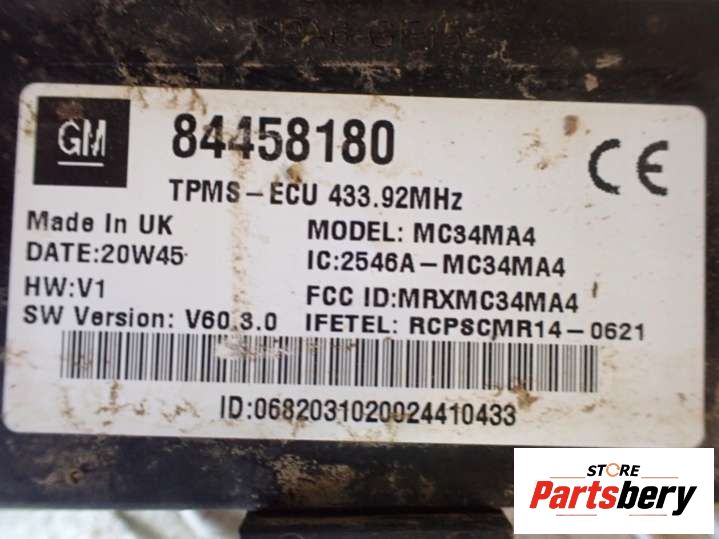 GM
84458180
TPMS-ECU 433.92MHz
CE
Made In UK
MODEL: MC34MA4
DATE:20W45
IC:2546A-MC34MA4
HW:V1
FCC ID:MRXMC34MA4
SW Version: V60.3.0
IFETEL: RCPSCMR14-0621
ID:0682031020024410433
STORE
Partsbery